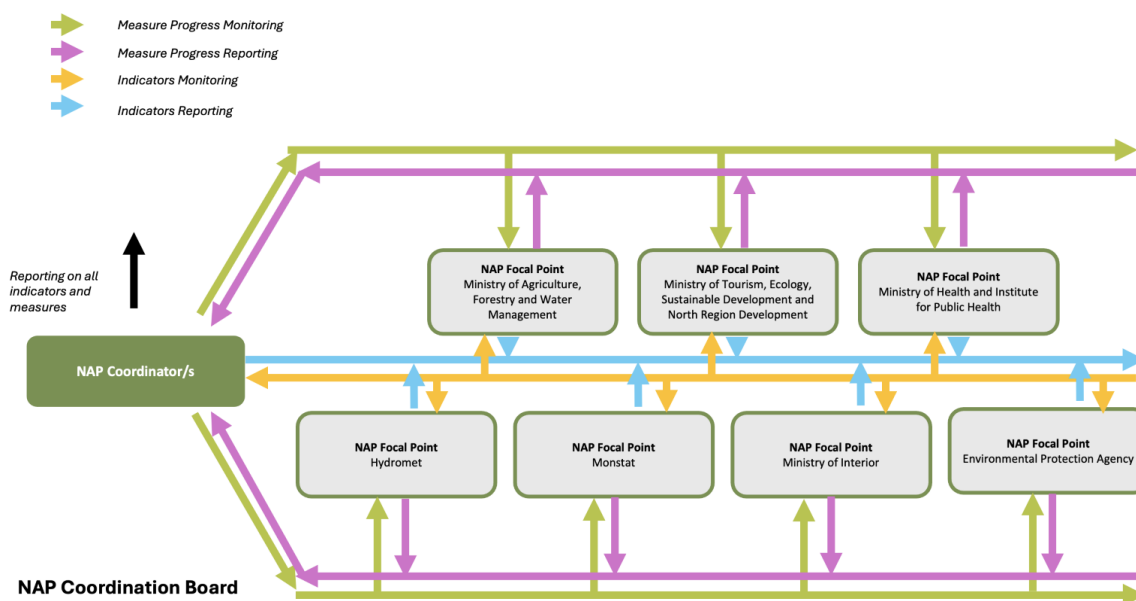 Measure Progress Monitoring
Measure Progress Reporting
Indicators Monitoring
Indicators Reporting
Reporting on all
indicators and
measures
NAP Focal Point
Ministry of Agriculture,
Forestry and Water
Management
NAP Focal Point
Ministry of Tourism, Ecology,
Sustainable Development and
North Region Development
NAP Focal Point
Ministry of Health and Institute
for Public Health
NAP Coordinator/s
NAP Focal Point
Hydromet
NAP Focal Point
Monstat
NAP Focal Point
Ministry of Interior
NAP Focal Point
Environmental Protection Agency
NAP Coordination Board